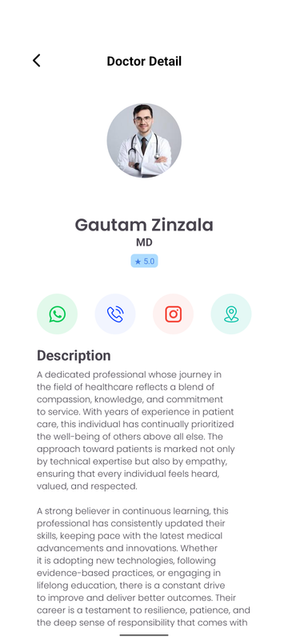 Doctor Detail
Gautam Zinzala
MD
★ 5.0
Description
A dedicated professional whose journey in
the field of healthcare reflects a blend of
compassion, knowledge, and commitment
to service. With years of experience in patient
care, this individual has continually prioritized
the well-being of others above all else. The
approach toward patients is marked not only
by technical expertise but also by empathy,
ensuring that every individual feels heard,
valued, and respected.
A strong believer in continuous learning, this
professional has consistently updated their
skills, keeping pace with the latest medical
advancements and innovations. Whether
it is adopting new technologies, following
evidence-based practices, or engaging in
lifelong education, there is a constant drive
to improve and deliver better outcomes. Their
career is a testament to resilience, patience, and
the deep sense of responsibility that comes with